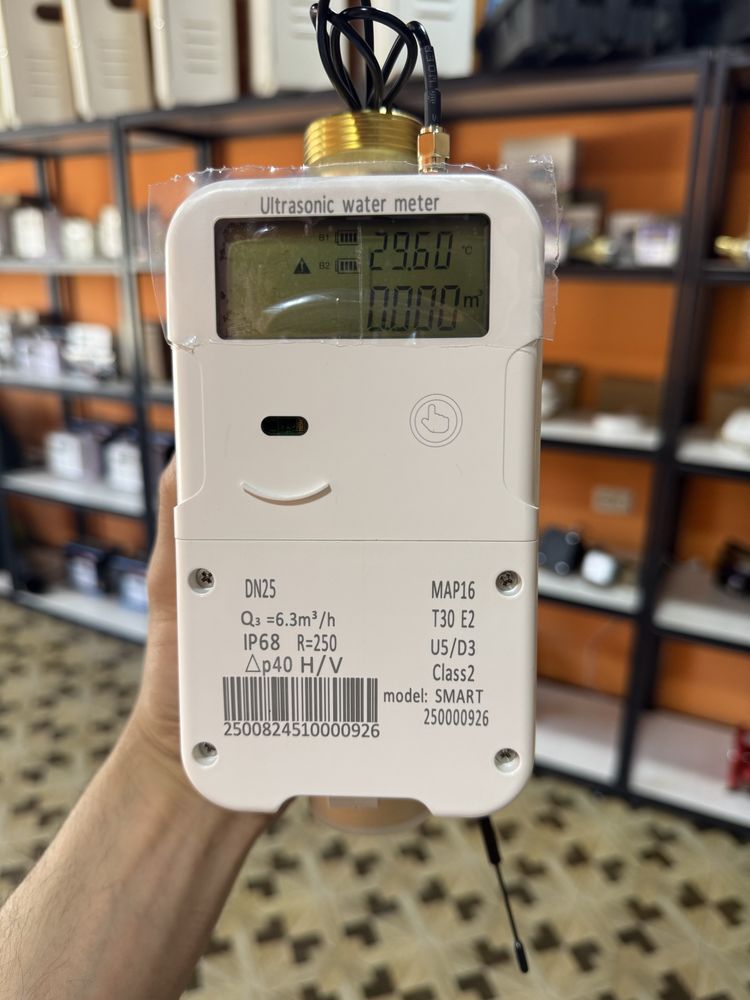 Ultrasonic water meter
B1 29.60 °C
B2 0.000 m³
DN25
Q₃ =6.3m³/h
IP68 R=250
△p40 H/V
2500824510000926
MAP16
T30 E2
U5/D3
Class2
model: SMART
250000926